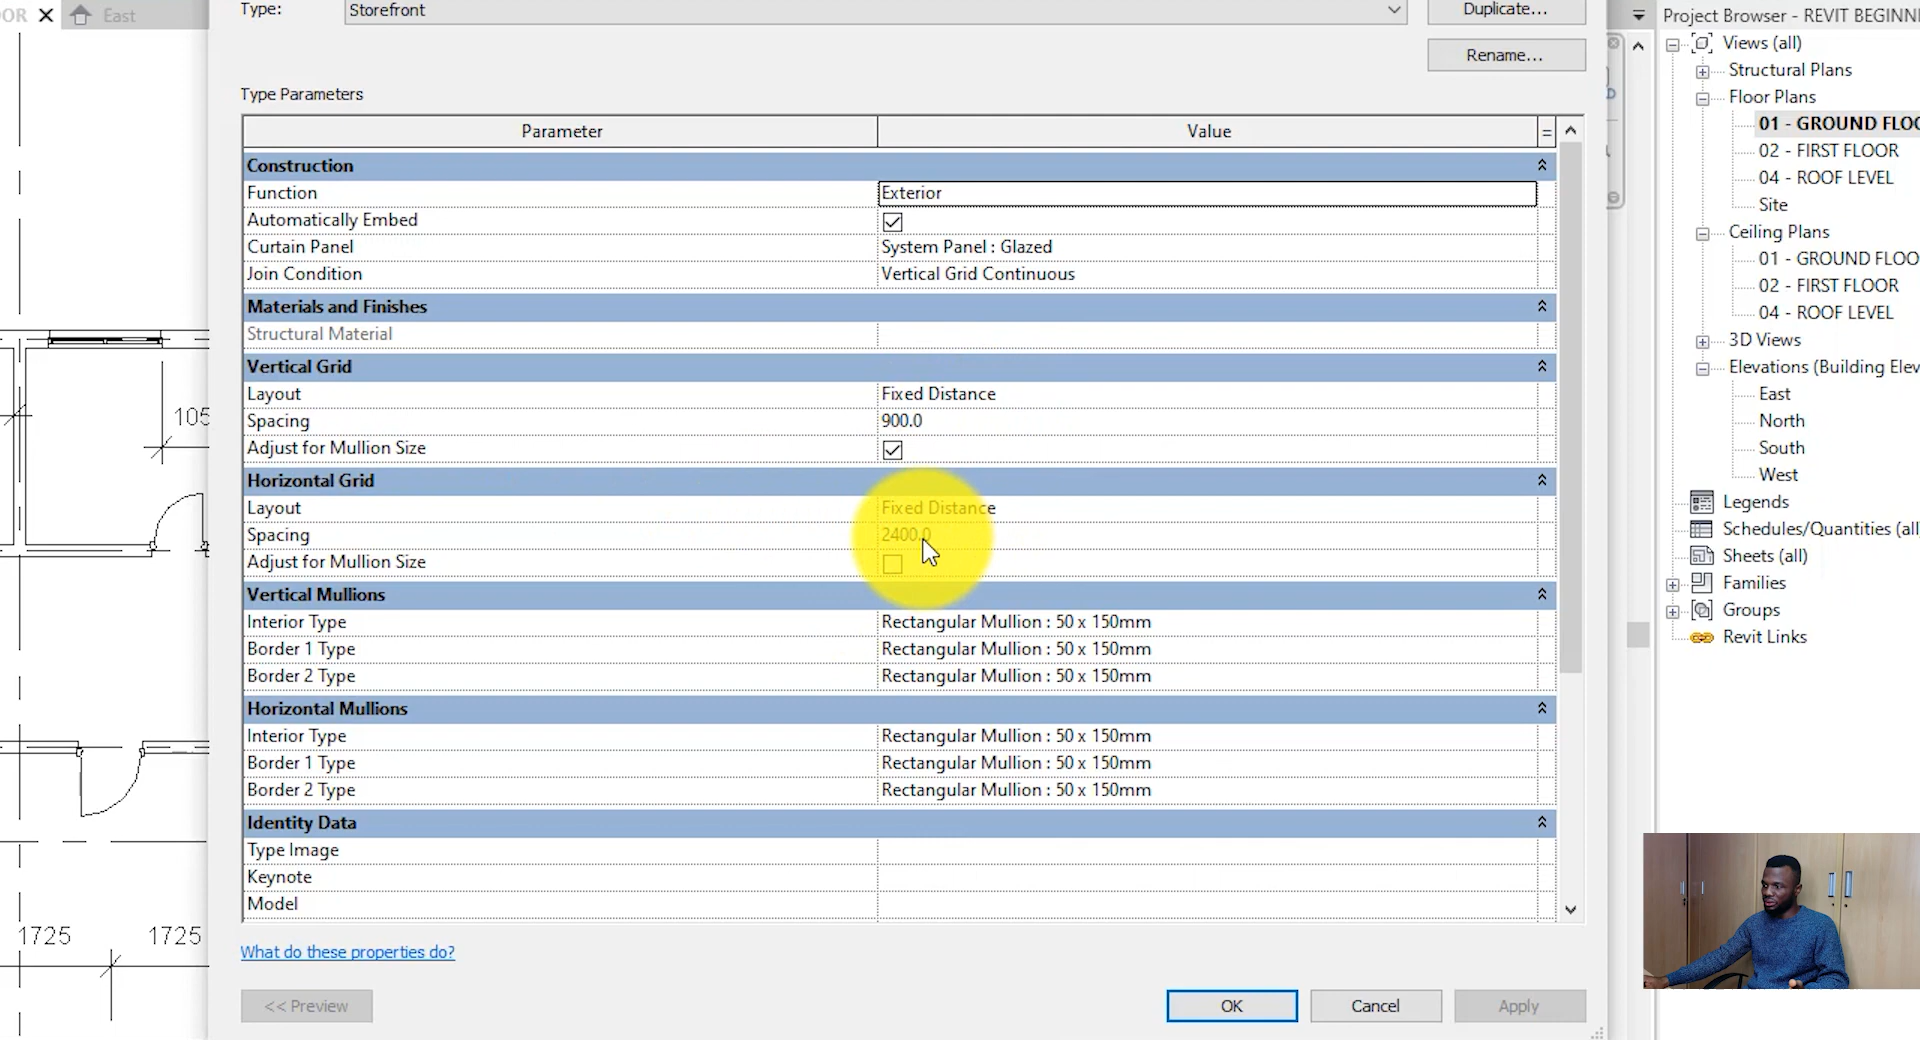 OR
East
Type:
Storefront
Duplicate...
Rename...
Type Parameters
Parameter
Value
=
Construction
Function
Exterior
Automatically Embed
Curtain Panel
System Panel : Glazed
Join Condition
Vertical Grid Continuous
Materials and Finishes
Structural Material
Vertical Grid
Layout
Fixed Distance
Spacing
900.0
Adjust for Mullion Size
Horizontal Grid
Layout
Fixed Distance
Spacing
2400.0
Adjust for Mullion Size
Vertical Mullions
Interior Type
Rectangular Mullion : 50 x 150mm
Border 1 Type
Rectangular Mullion : 50 x 150mm
Border 2 Type
Rectangular Mullion : 50 x 150mm
Horizontal Mullions
Interior Type
Rectangular Mullion : 50 x 150mm
Border 1 Type
Rectangular Mullion : 50 x 150mm
Border 2 Type
Rectangular Mullion : 50 x 150mm
Identity Data
Type Image
Keynote
Model
What do these properties do?
<< Preview
OK
Cancel
Apply
105
1725
1725
Project Browser - REVIT BEGINN
Views (all)
Structural Plans
Floor Plans
01 - GROUND FLOO
02 - FIRST FLOOR
04 - ROOF LEVEL
Site
Ceiling Plans
01 - GROUND FLOO
02 - FIRST FLOOR
04 - ROOF LEVEL
3D Views
Elevations (Building Elev
East
North
South
West
Legends
Schedules/Quantities (all
Sheets (all)
Families
Groups
Revit Links